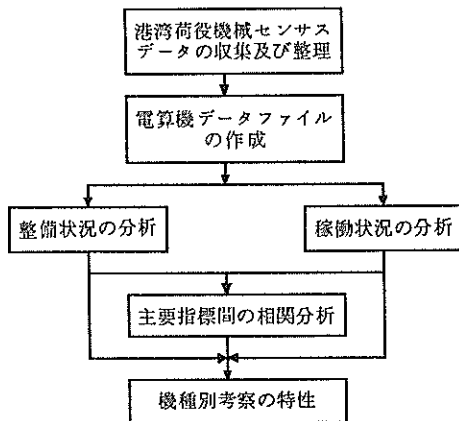 港湾荷役機械センサス
データの収集及び整理
電算機データファイル
の作成
整備状況の分析
稼働状況の分析
主要指標間の相関分析
機種別考察の特性